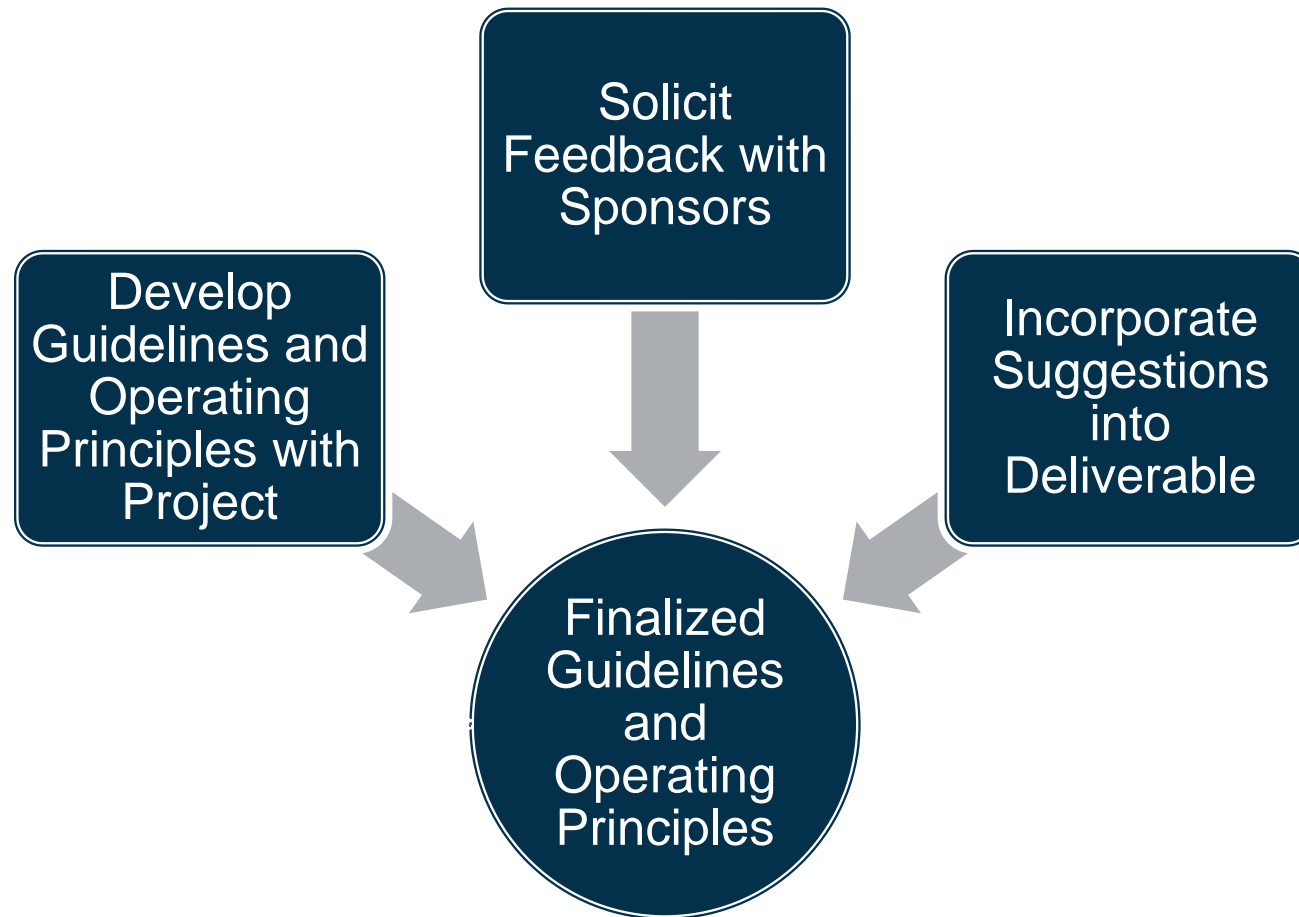 Solicit
Feedback with
Sponsors
Develop
Guidelines and
Operating
Principles with
Project
Incorporate
Suggestions
into
Deliverable
Finalized
Guidelines
and
Operating
Principles